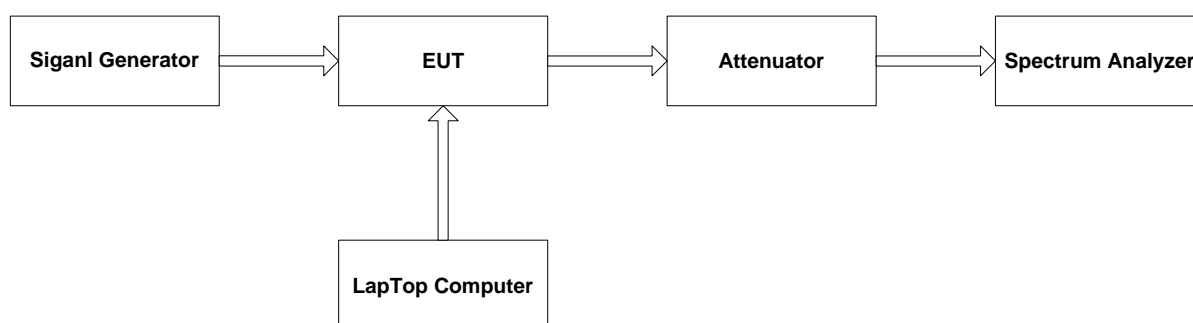 Siganl Generator
EUT
Attenuator
Spectrum Analyzer
LapTop Computer